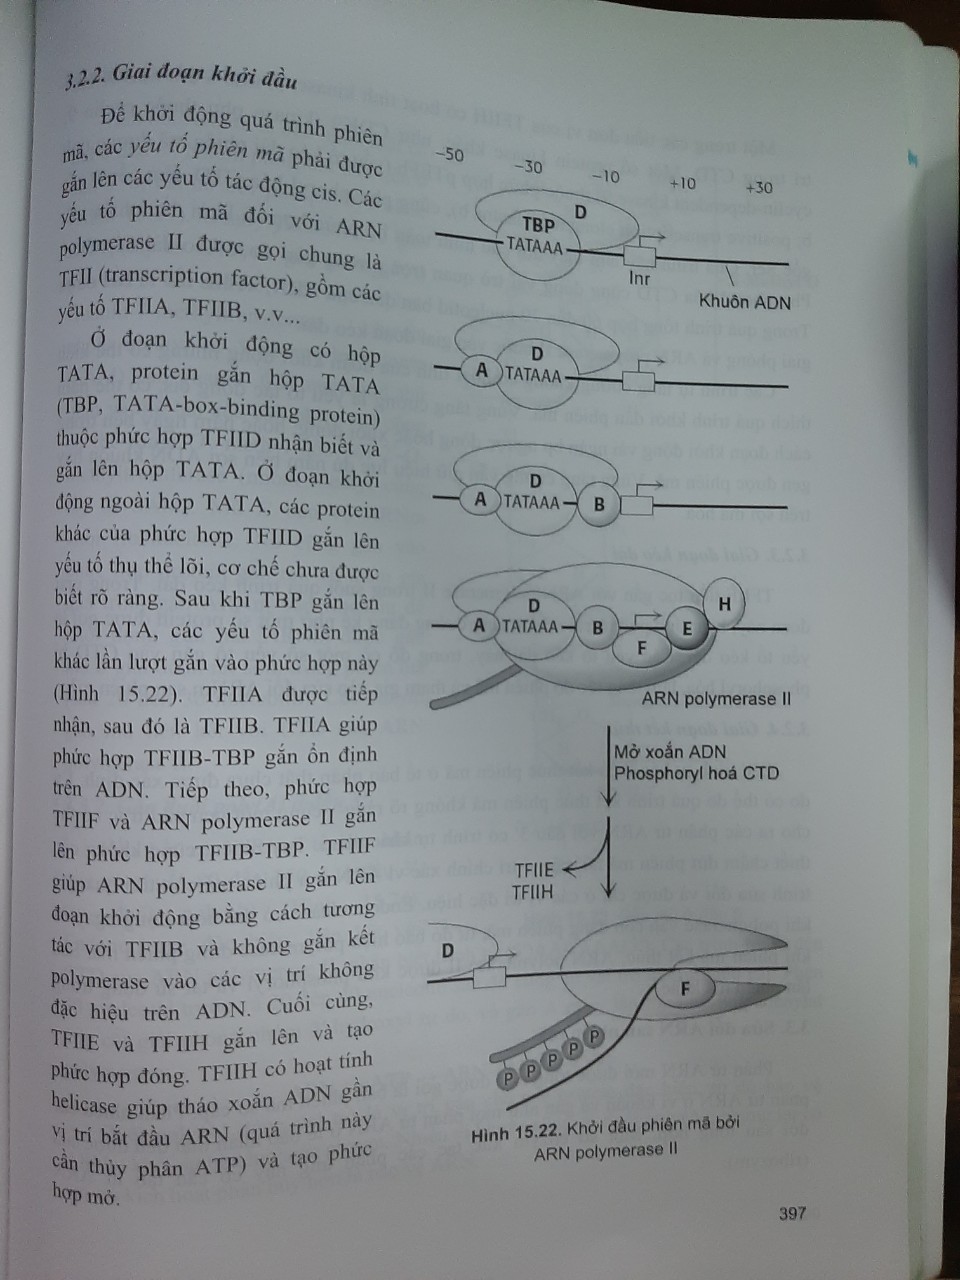 3.2.2. Giai đoạn khởi đầu
Để khởi động quá trình phiên
mã, các yếu tố phiên mã phải được
gắn lên các yếu tố tác động cis. Các
yếu tố phiên mã đối với ARN
polymerase II được gọi chung là
TFII (transcription factor), gồm các
yếu tố TFIIA, TFIIB, v.v...
Ở đoạn khởi động có hộp
TATA, protein gắn hộp TATA
(TBP, TATA-box-binding protein)
thuộc phức hợp TFIID nhận biết và
gắn lên hộp TATA. Ở đoạn khởi
động ngoài hộp TATA, các protein
khác của phức hợp TFIID gắn lên
yếu tố thụ thể lõi, cơ chế chưa được
biết rõ ràng. Sau khi TBP gắn lên
hộp TATA, các yếu tố phiên mã
khác lần lượt gắn vào phức hợp này
(Hình 15.22). TFIIA được tiếp
nhận, sau đó là TFIIB. TFIIA giúp
phức hợp TFIIB-TBP gắn ổn định
trên ADN. Tiếp theo, phức hợp
TFIIF và ARN polymerase II gắn
lên phức hợp TFIIB-TBP. TFIIF
giúp ARN polymerase II gắn lên
đoạn khởi động bằng cách tương
tác với TFIIB và không gắn kết
polymerase vào các vị trí không
đặc hiệu trên ADN. Cuối cùng,
TFIIE và TFIIH gắn lên và tạo
phức hợp đóng. TFIIH có hoạt tính
helicase giúp tháo xoắn ADN gần
vị trí bắt đầu ARN (quá trình này
cần thủy phân ATP) và tạo phức
hợp mở.
–50 –30 –10 +10 +30
D
TBP
TATAAA
Inr
Khuôn ADN
D
A TATAAA
D
A TATAAA B
H
D
A TATAAA B E
F
ARN polymerase II
Mở xoắn ADN
Phosphoryl hoá CTD
TFIIE
TFIIH
D
F
P P P P P
Hình 15.22. Khởi đầu phiên mã bởi
ARN polymerase II
397